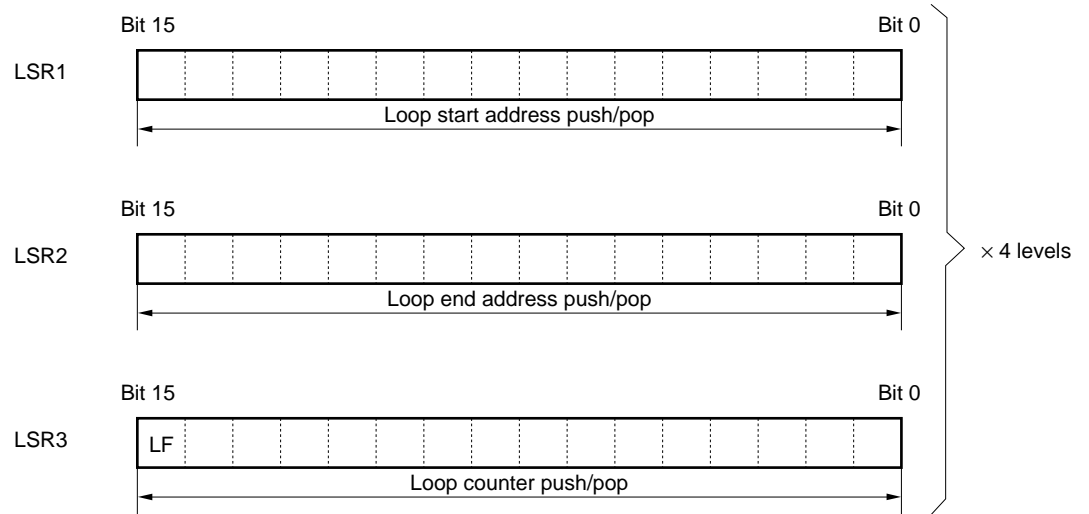 Bit 15 Bit 0
LSR1
Loop start address push/pop
Bit 15 Bit 0
LSR2
Loop end address push/pop
× 4 levels
Bit 15 Bit 0
LSR3 LF
Loop counter push/pop